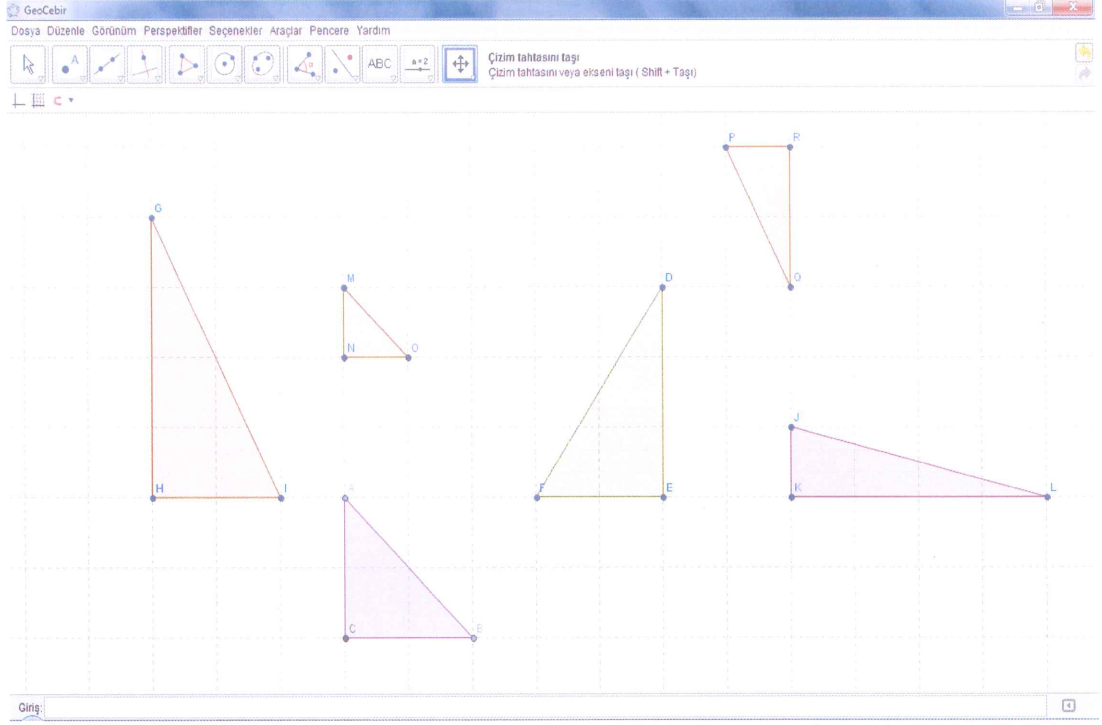 GeoCebir
Dosya Düzenle Görünüm Perspektifler Seçenekler Araçlar Pencere Yardım
A
ABC
a=2
Çizim tahtasını taşı
Çizim tahtasını veya ekseni taşı ( Shift + Taşı)
P R
G
M D Q
N O
J
H I A F E K L
C B
Giriş: